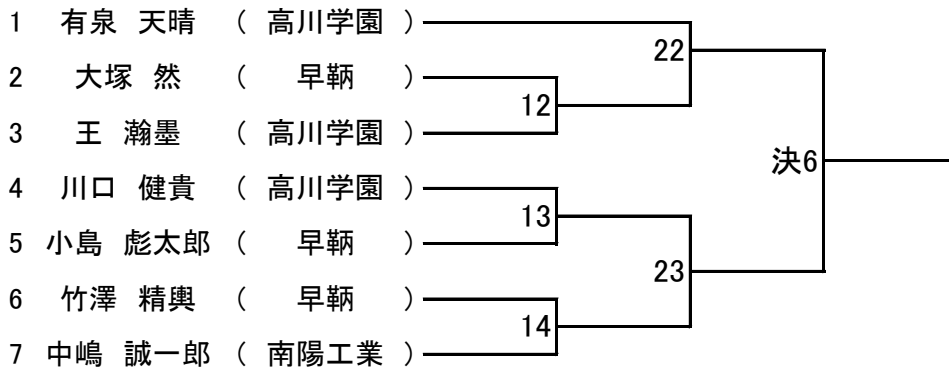 1 有泉 天晴 ( 高川学園 )
22
2 大塚 然 ( 早鞆 )
12
3 王 瀚墨 ( 高川学園 )
決6
4 川口 健貴 ( 高川学園 )
13
5 小島 彪太郎 ( 早鞆 )
23
6 竹澤 精輿 ( 早鞆 )
14
7 中嶋 誠一郎 ( 南陽工業 )